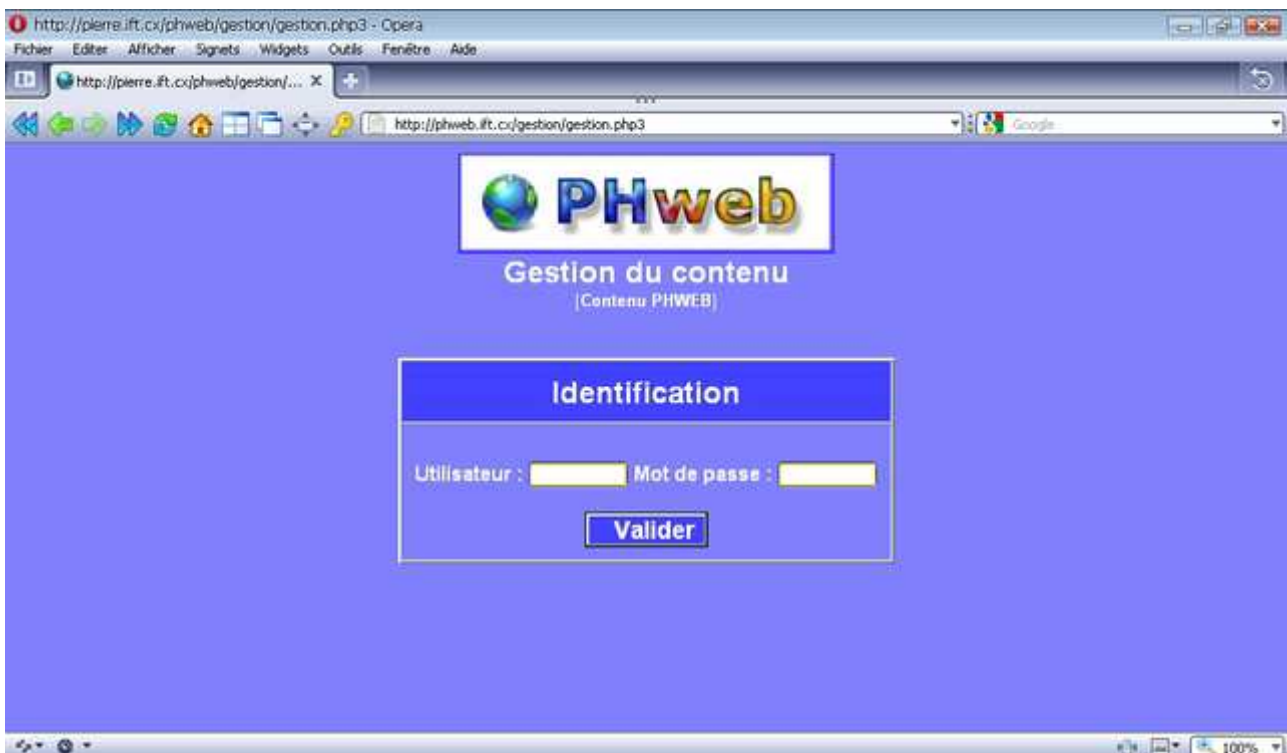 http://pierre.ift.cx/phweb/gestion/gestion.php3 - Opera
Fichier Editer Afficher Signets Widgets Outils Fenêtre Aide
http://pierre.ift.cx/phweb/gestion/... X
http://phweb.ift.cx/gestion/gestion.php3
Google
PHweb
Gestion du contenu
[Contenu PHWEB]
Identification
Utilisateur : Mot de passe :
Valider
100%